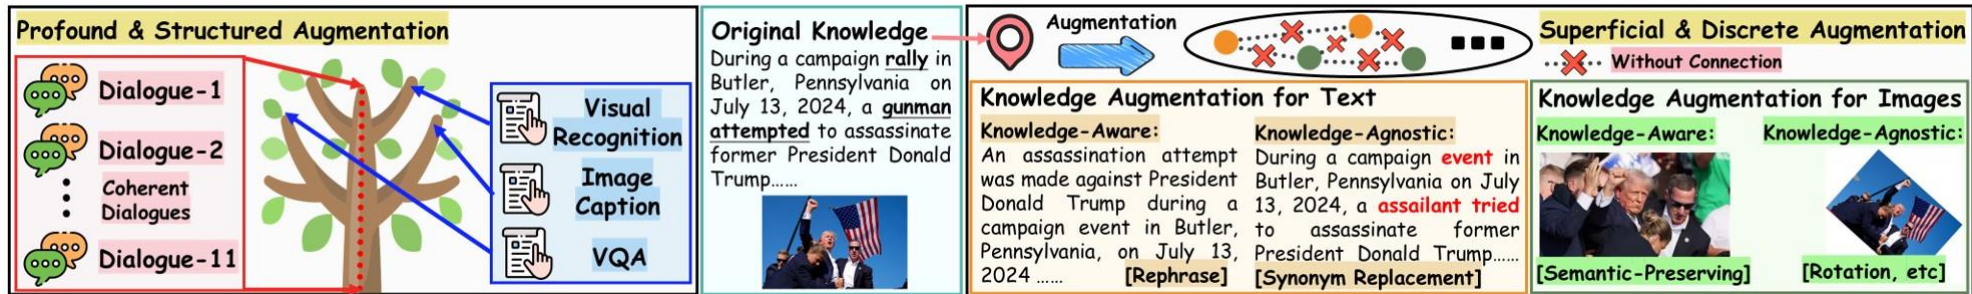 Profound & Structured Augmentation
Dialogue-1
Dialogue-2
Coherent
Dialogues
Dialogue-11
Visual
Recognition
Image
Caption
VQA
Original Knowledge
During a campaign rally in
Butler, Pennsylvania on
July 13, 2024, a gunman
attempted to assassinate
former President Donald
Trump......
Augmentation
Superficial & Discrete Augmentation
Without Connection
Knowledge Augmentation for Text
Knowledge-Aware:
An assassination attempt
was made against President
Donald Trump during a
campaign event in Butler,
Pennsylvania, on July 13,
2024 ......
[Rephrase]
Knowledge-Agnostic:
During a campaign event in
Butler, Pennsylvania on July
13, 2024, a assailant tried
to assassinate former
President Donald Trump......
[Synonym Replacement]
Knowledge Augmentation for Images
Knowledge-Aware:
[Semantic-Preserving]
Knowledge-Agnostic:
[Rotation, etc]